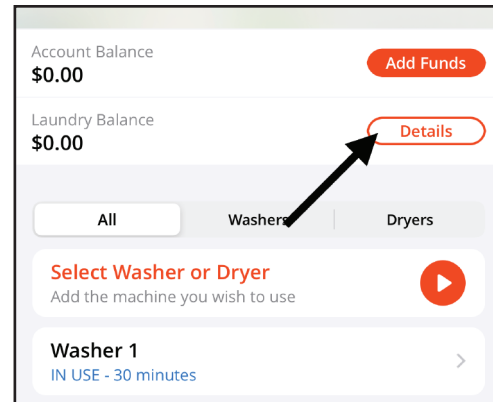 Account Balance
$0.00
Add Funds
Laundry Balance
$0.00
Details
All Washers Dryers
Select Washer or Dryer
Add the machine you wish to use
Washer 1
IN USE - 30 minutes